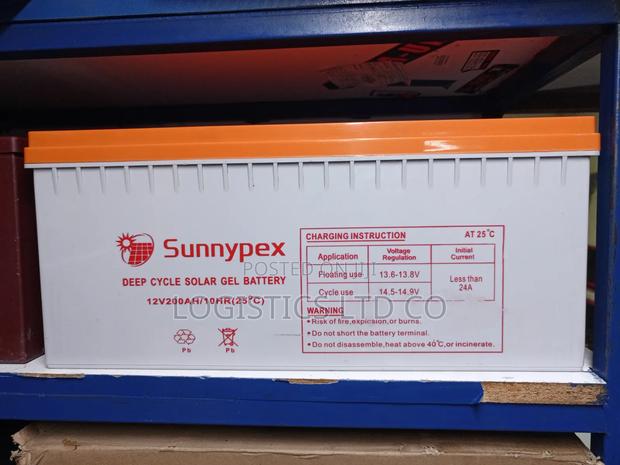 Sunnypex
DEEP CYCLE SOLAR GEL BATTERY
12V200AH/10HR(25°C)
Pb Pb
CHARGING INSTRUCTION AT 25°C
Application Voltage Regulation Initial Current
Floating use 13.6-13.8V Less than 24A
Cycle use 14.5-14.9V
WARNING
•Risk of fire,explosion,or burns.
•Do not short the battery terminal.
•Do not disassemble,heat above 40°C,or incinerate.
POSTED ON JIJI
LOGISTICS LTD CO